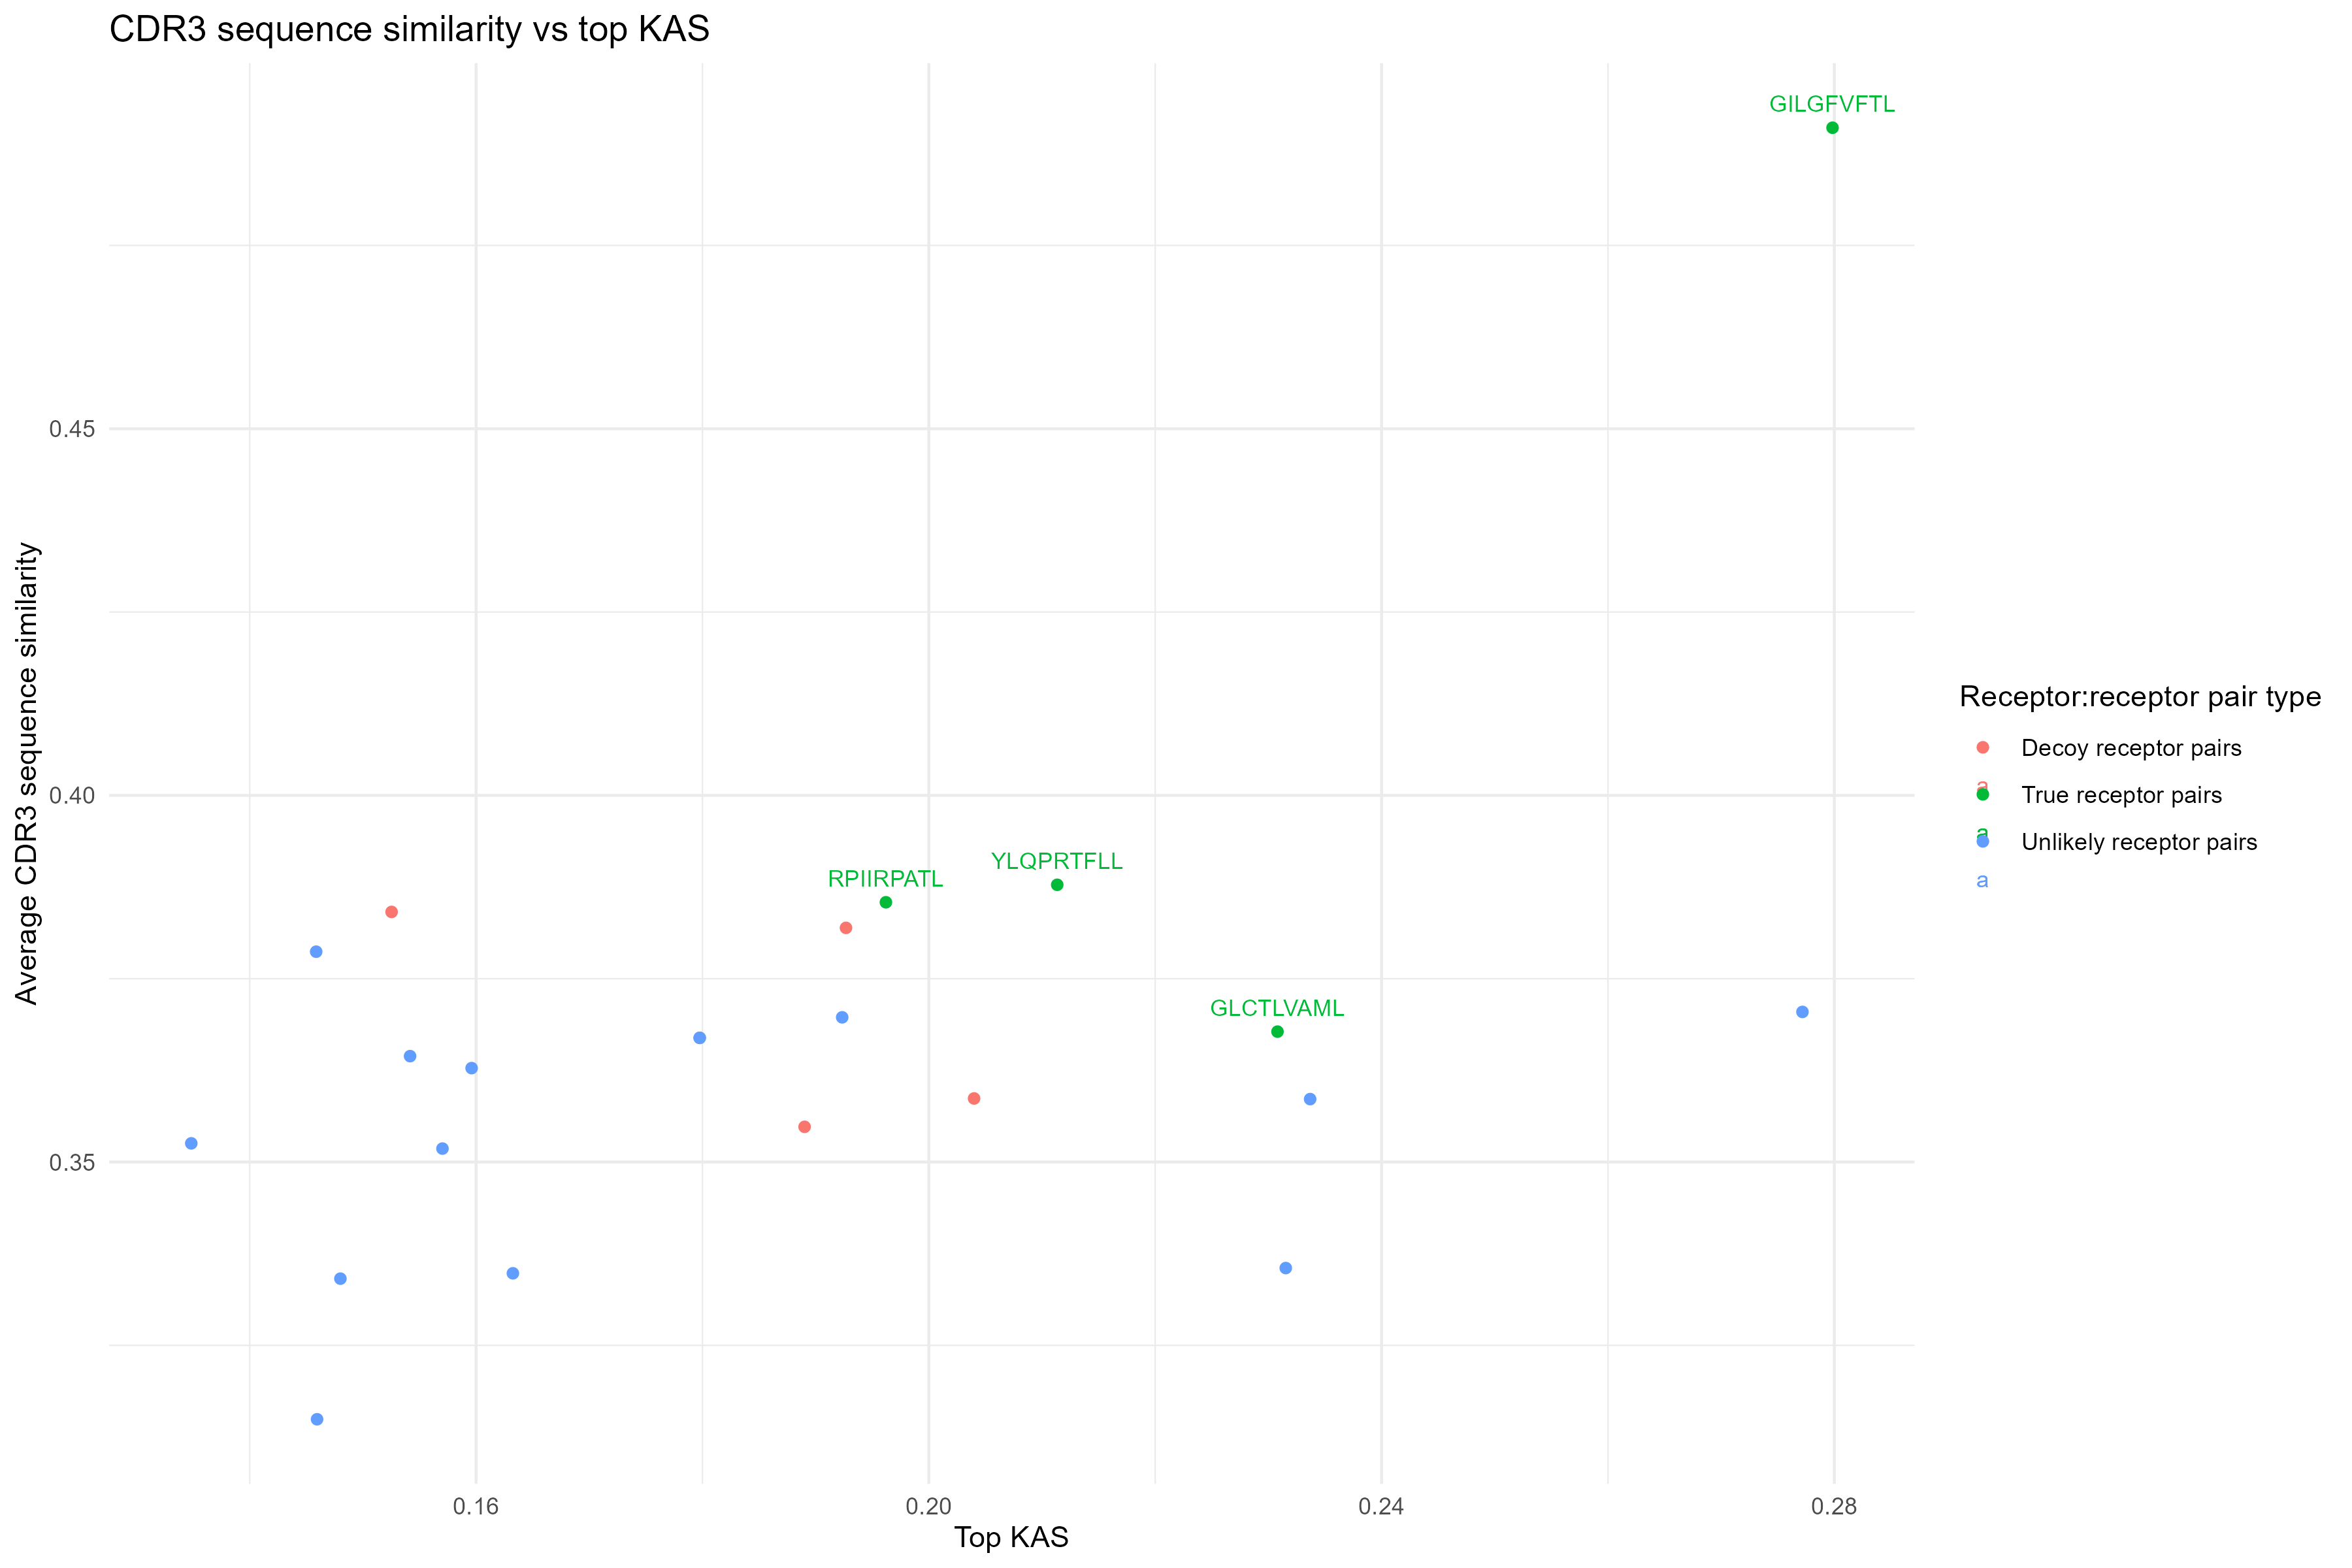 CDR3 sequence similarity vs top KAS
GILGFVFTL
0.45
Average CDR3 sequence similarity
Receptor:receptor pair type
Decoy receptor pairs
a
True receptor pairs
a
Unlikely receptor pairs
a
0.40
YLQPRTFLL
RPIIRPATL
GLCTLVAML
0.35
0.16
0.20
0.24
0.28
Top KAS